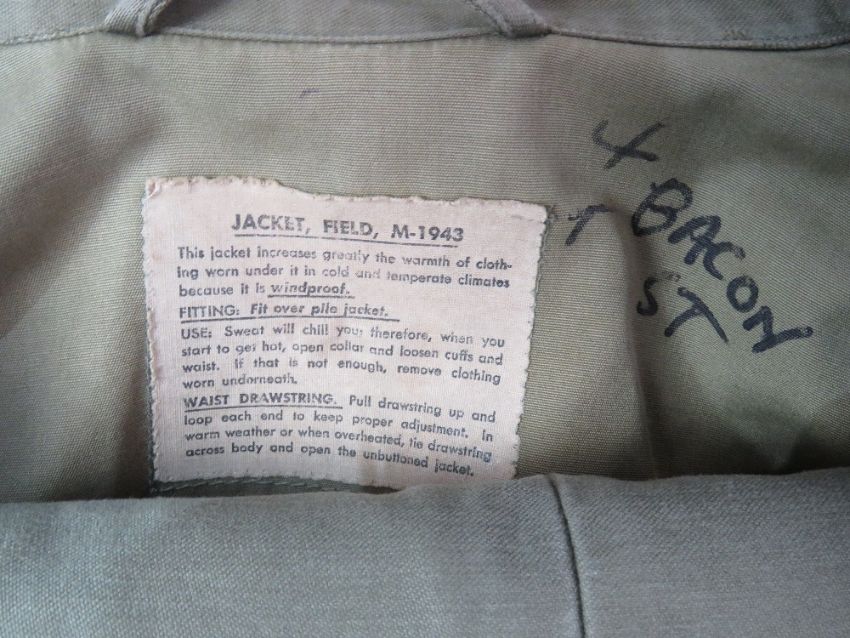 JACKET, FIELD, M-1943
This jacket increases greatly the warmth of cloth-
ing worn under it in cold and temperate climates
because it is windproof.
FITTING: Fit over pile jacket.
USE: Sweat will chill you; therefore, when you
start to get hot, open collar and loosen cuffs and
waist. If that is not enough, remove clothing
worn underneath.
WAIST DRAWSTRING. Pull drawstring up and
loop each end to keep proper adjustment. In
warm weather or when overheated, tie drawstring
across body and open the unbuttoned jacket.
4
BACON
ST